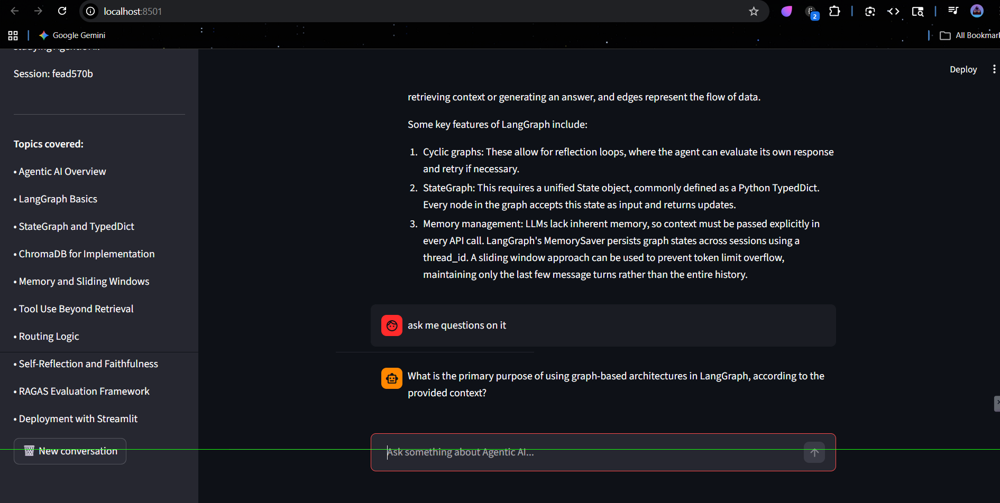 localhost:8501
2
Google Gemini
All Bookmark
Session: fead570b
Topics covered:
• Agentic AI Overview
• LangGraph Basics
• StateGraph and TypedDict
• ChromaDB for Implementation
• Memory and Sliding Windows
• Tool Use Beyond Retrieval
• Routing Logic
• Self-Reflection and Faithfulness
• RAGAS Evaluation Framework
• Deployment with Streamlit
New conversation
Deploy
retrieving context or generating an answer, and edges represent the flow of data.
Some key features of LangGraph include:
1. Cyclic graphs: These allow for reflection loops, where the agent can evaluate its own response
and retry if necessary.
2. StateGraph: This requires a unified State object, commonly defined as a Python TypedDict.
Every node in the graph accepts this state as input and returns updates.
3. Memory management: LLMs lack inherent memory, so context must be passed explicitly in
every API call. LangGraph's MemorySaver persists graph states across sessions using a
thread_id. A sliding window approach can be used to prevent token limit overflow,
maintaining only the last few message turns rather than the entire history.
ask me questions on it
What is the primary purpose of using graph-based architectures in LangGraph, according to the
provided context?
Ask something about Agentic AI...